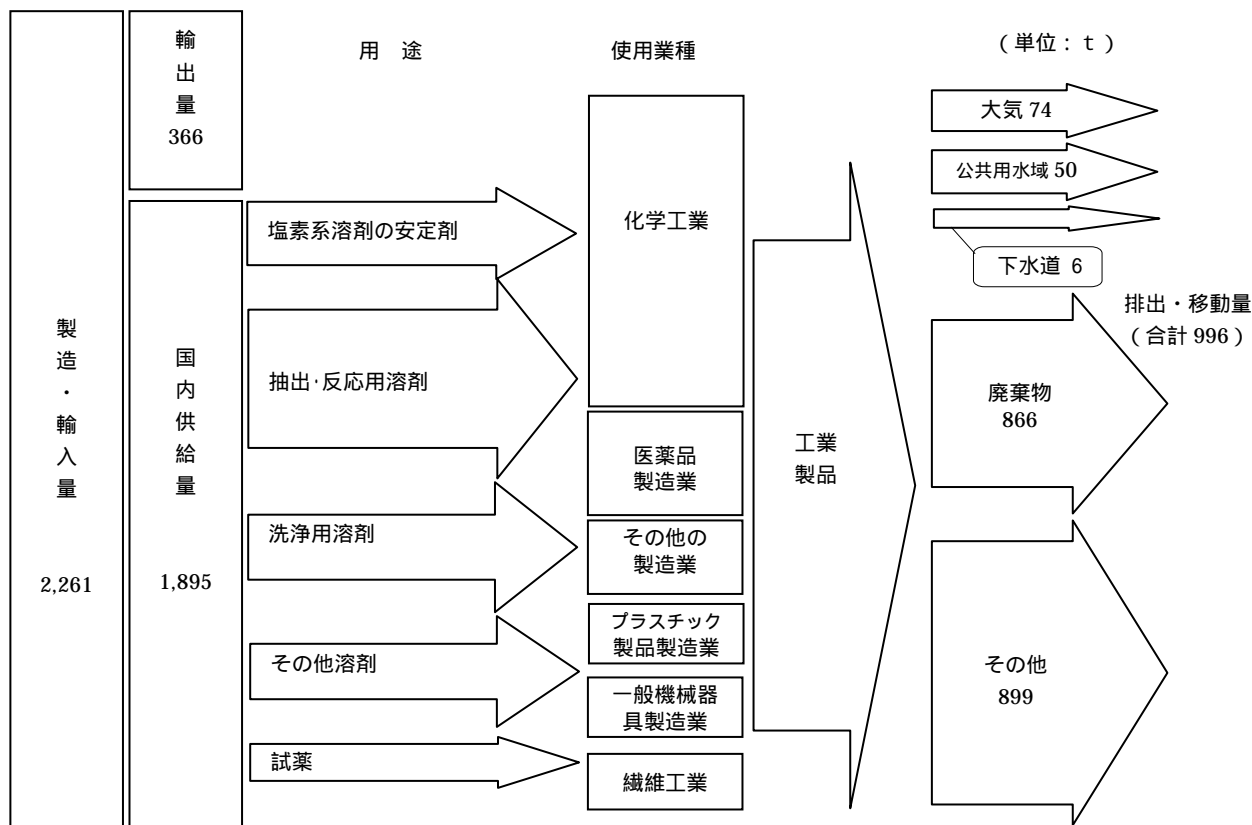 製造・輸入量
2,261
輸出量
366
国内供給量
1,895
用　途
塩素系溶剤の安定剤
抽出・反応用溶剤
洗浄用溶剤
その他溶剤
試薬
使用業種
化学工業
医薬品
製造業
その他の
製造業
プラスチック
製品製造業
一般機械器
具製造業
繊維工業
工業
製品
（単位：ｔ）
大気 74
公共用水域 50
下水道 6
排出・移動量
（合計 996）
廃棄物
866
その他
899